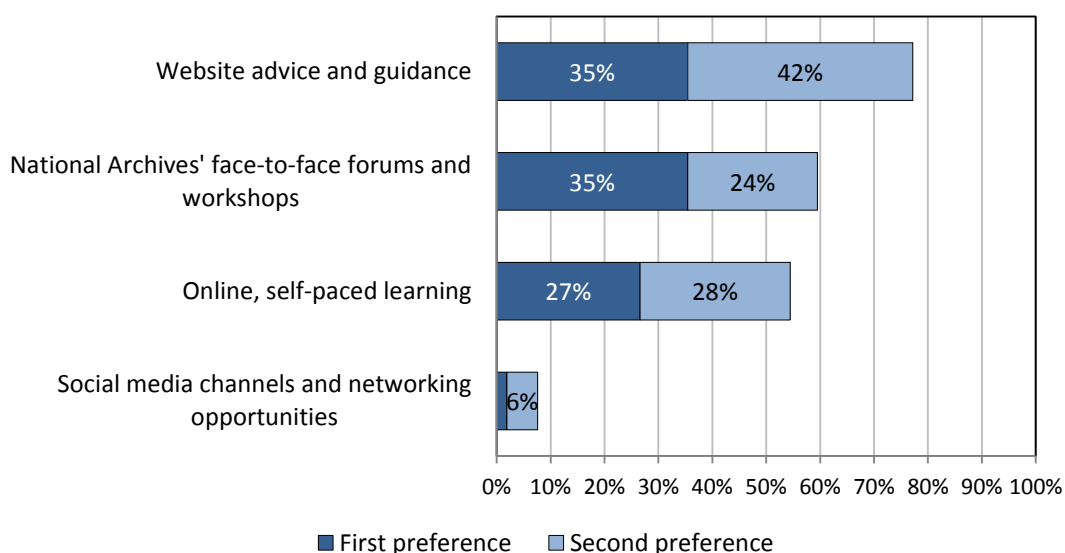 Website advice and guidance
35%
42%
National Archives' face-to-face forums and
workshops
35%
24%
Online, self-paced learning
27%
28%
Social media channels and networking
opportunities
6%
0% 10% 20% 30% 40% 50% 60% 70% 80% 90% 100%
First preference Second preference